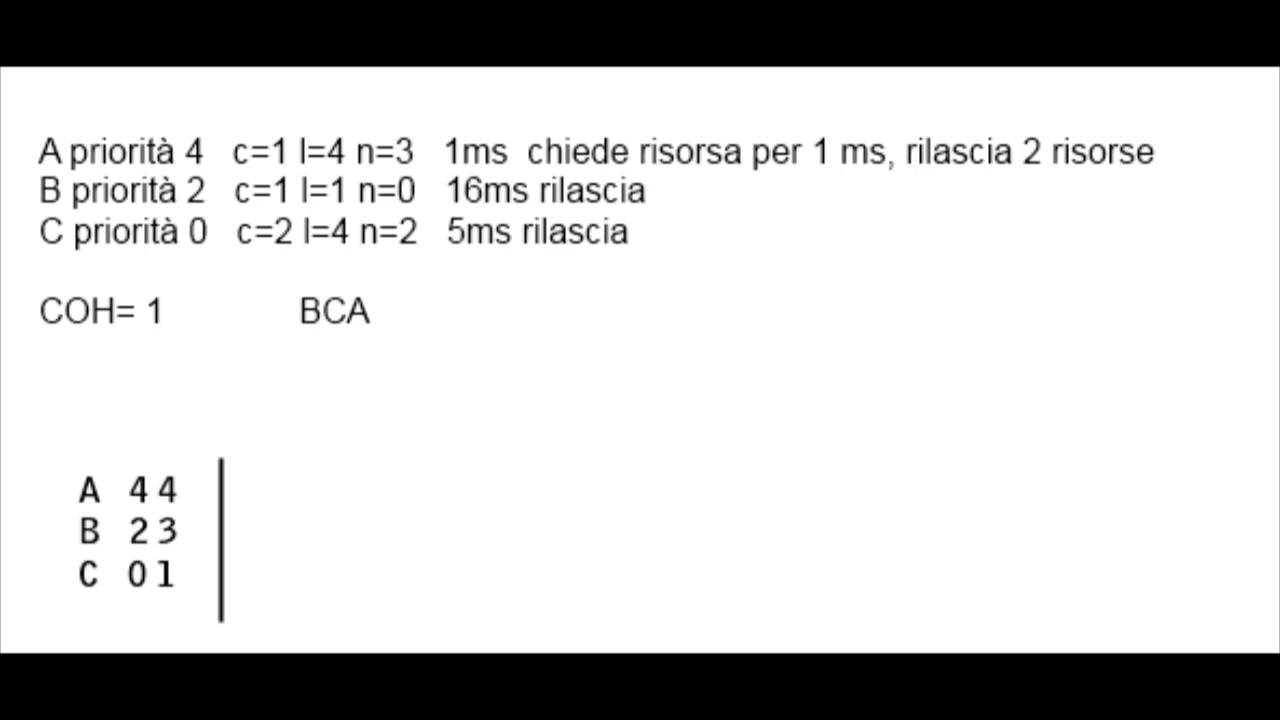 A priorità 4 c=1 l=4 n=3 1ms chiede risorsa per 1 ms, rilascia 2 risorse
B priorità 2 c=1 l=1 n=0 16ms rilascia
C priorità 0 c=2 l=4 n=2 5ms rilascia
COH= 1 BCA
A 4 4
B 2 3
C 0 1